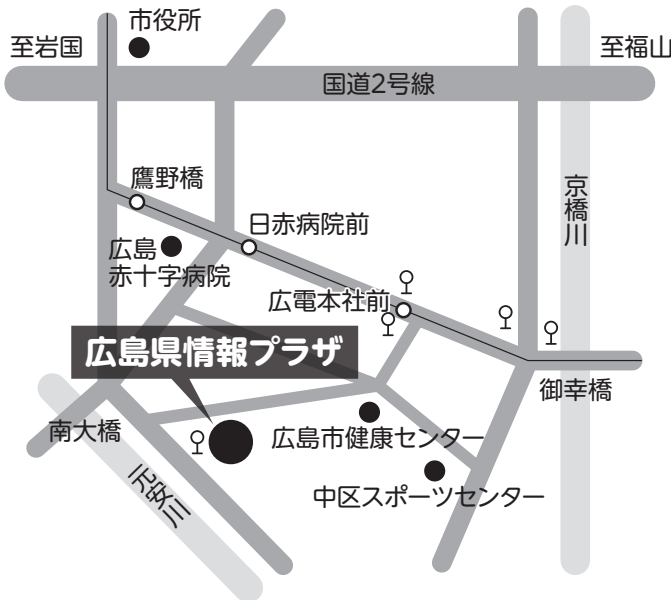 市役所
至岩国
至福山
国道2号線
鷹野橋
京橋川
日赤病院前
広島
赤十字病院
広電本社前
広島県情報プラザ
御幸橋
南大橋
広島市健康センター
元安川
中区スポーツセンター